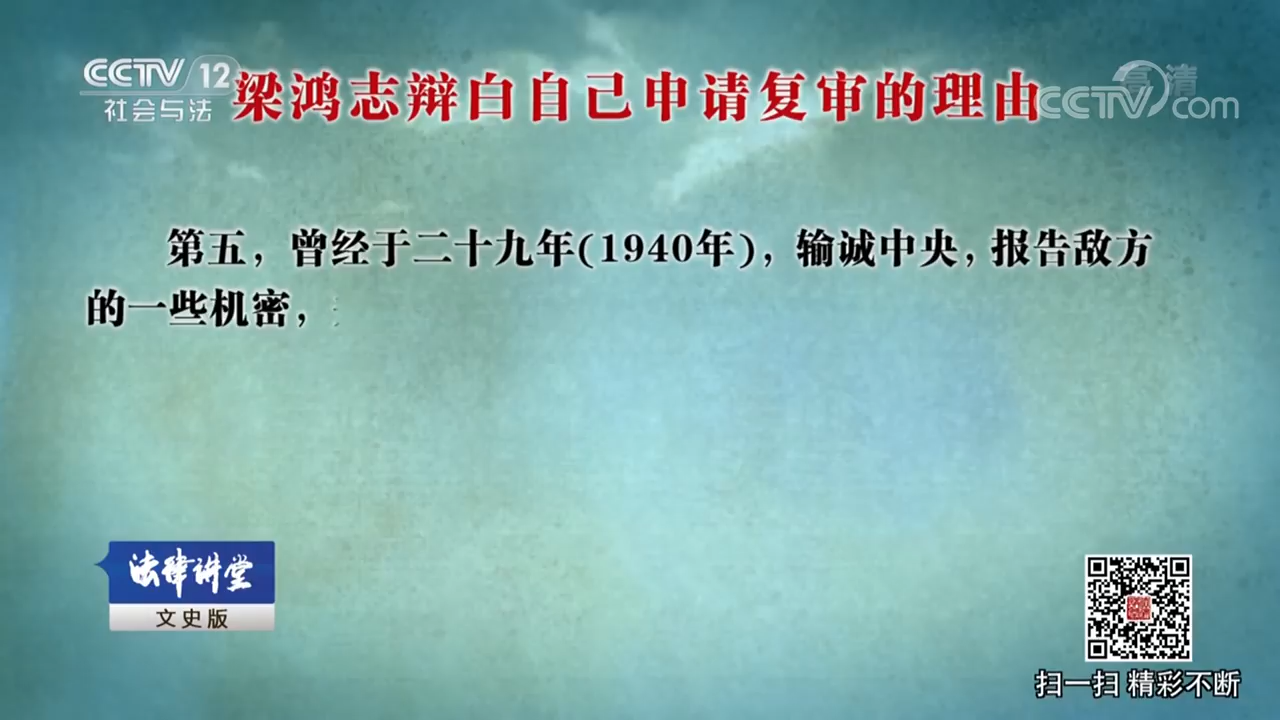 CCTV 12
社会与法
梁鸿志辩白自己申请复审的理由
高清
CCTV.com
第五，曾经于二十九年(1940年)，输诚中央，报告敌方
的一些机密，
法律讲堂
文史版
扫一扫 精彩不断